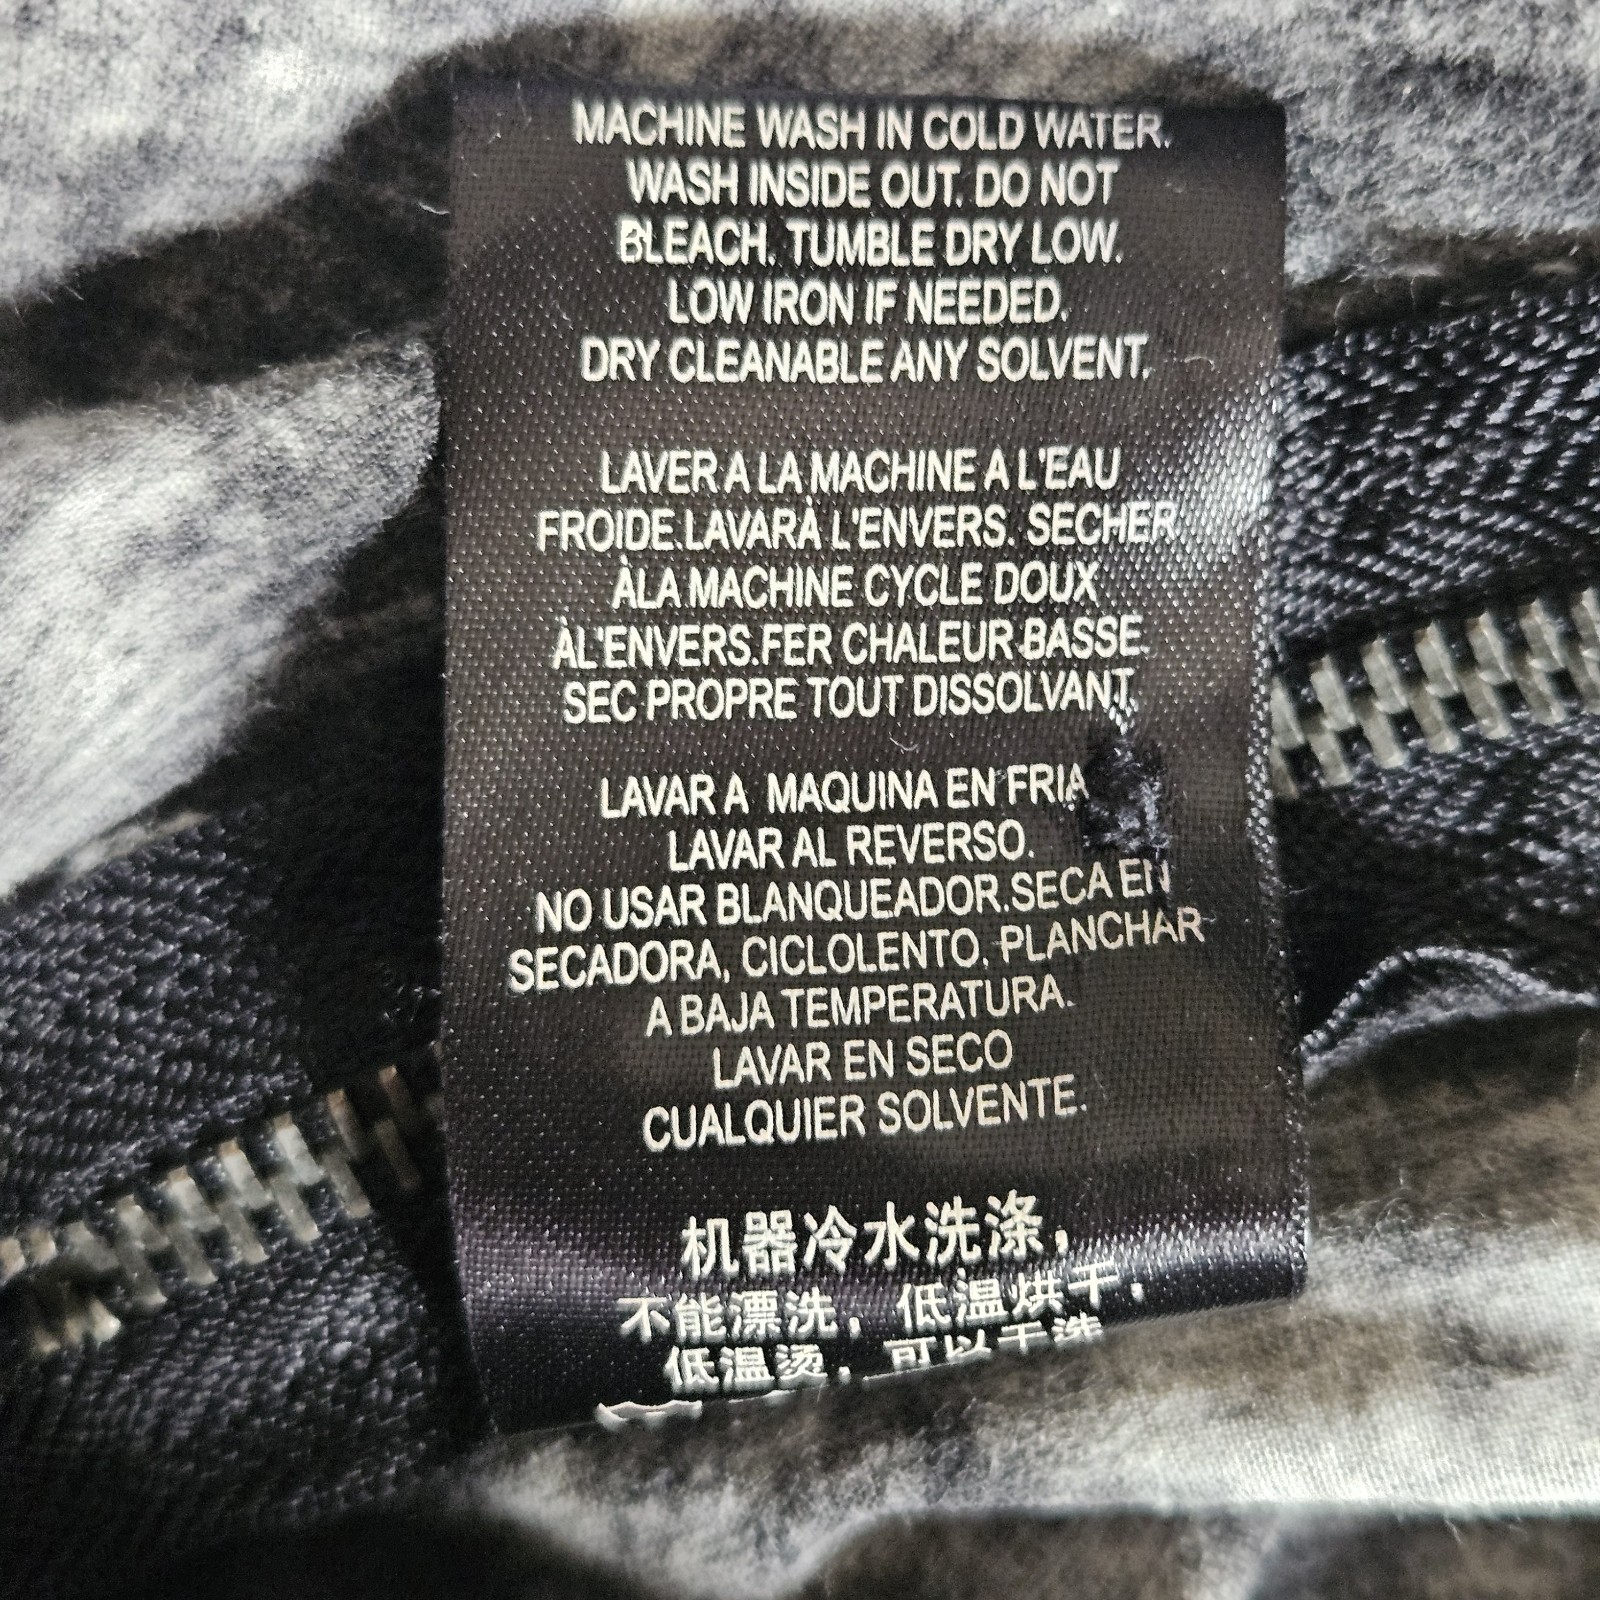 MACHINE WASH IN COLD WATER.
WASH INSIDE OUT. DO NOT
BLEACH. TUMBLE DRY LOW.
LOW IRON IF NEEDED.
DRY CLEANABLE ANY SOLVENT.
LAVER A LA MACHINE A L'EAU
FROIDE.LAVARÀ L'ENVERS. SECHER
ÀLA MACHINE CYCLE DOUX
ÀL'ENVERS.FER CHALEUR BASSE.
SEC PROPRE TOUT DISSOLVANT.
LAVAR A MAQUINA EN FRIA
LAVAR AL REVERSO.
NO USAR BLANQUEADOR.SECA EN
SECADORA, CICLOLENTO. PLANCHAR
A BAJA TEMPERATURA.
LAVAR EN SECO
CUALQUIER SOLVENTE.
机器冷水洗涤，
不能漂洗，低温烘干，
低温烫，可以干洗